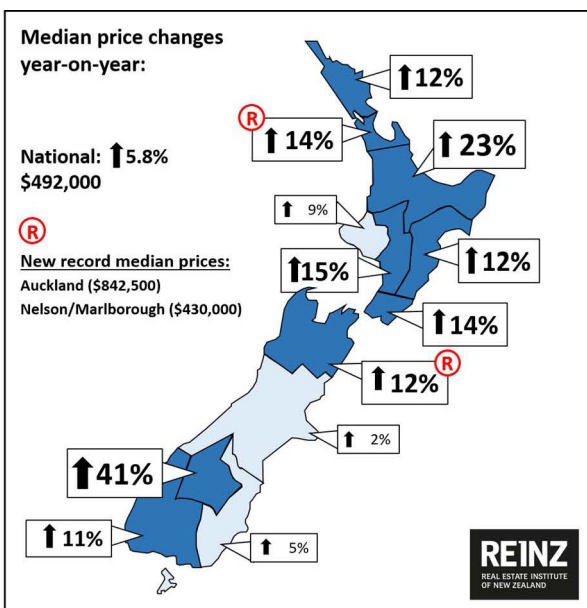 Median price changes
year-on-year:
↑12%
Ⓡ
↑14%
↑23%
National: ↑5.8%
$492,000
↑ 9%
Ⓡ
New record median prices:
Auckland ($842,500)
Nelson/Marlborough ($430,000)
↑15%
↑12%
↑14%
↑12%
Ⓡ
↑ 2%
↑41%
↑11%
↑ 5%
REINZ
REAL ESTATE INSTITUTE
OF NEW ZEALAND